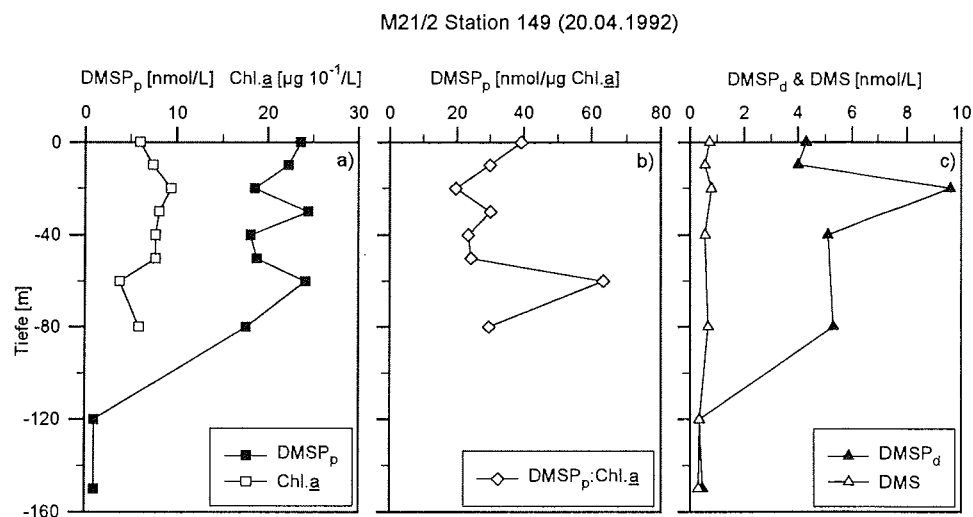 M21/2 Station 149 (20.04.1992)
DMSPp [nmol/L] Chl.a [µg 10-1/L]
DMSPp [nmol/µg Chl.a]
DMSPd & DMS [nmol/L]
0 10 20 30
0 20 40 60 80
0 2 4 6 8 10
a)
b)
c)
Tiefe [m]
0
-40
-80
-120
-160
DMSPp
Chl.a
DMSPp:Chl.a
DMSPd
DMS